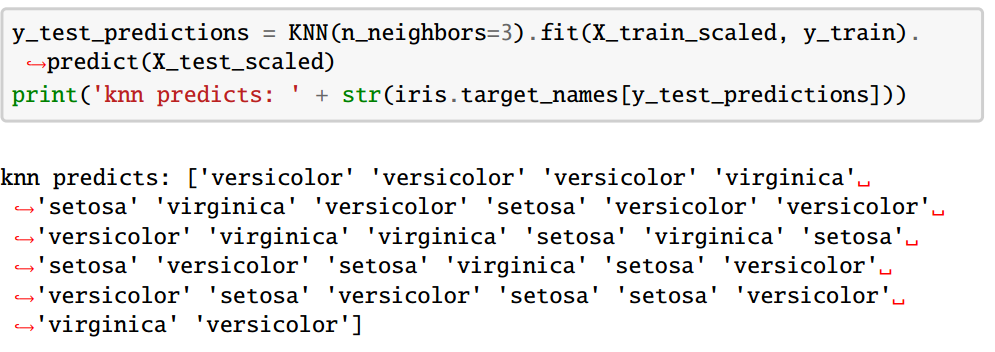 y_test_predictions = KNN(n_neighbors=3).fit(X_train_scaled, y_train).
↪predict(X_test_scaled)
print('knn predicts: ' + str(iris.target_names[y_test_predictions]))
knn predicts: ['versicolor' 'versicolor' 'versicolor' 'virginica'␣
↪'setosa' 'virginica' 'versicolor' 'setosa' 'versicolor' 'versicolor'␣
↪'versicolor' 'virginica' 'virginica' 'setosa' 'virginica' 'setosa'␣
↪'setosa' 'versicolor' 'setosa' 'virginica' 'setosa' 'versicolor'␣
↪'versicolor' 'setosa' 'versicolor' 'setosa' 'setosa' 'versicolor'␣
↪'virginica' 'versicolor']